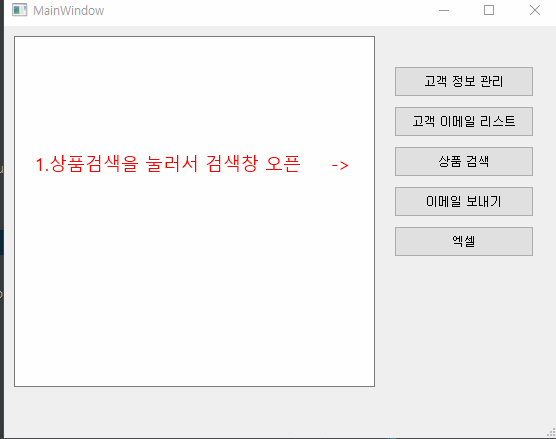 MainWindow
고객 정보 관리
고객 이메일 리스트
1.상품검색을 눌러서 검색창 오픈 ->
상품 검색
이메일 보내기
엑셀